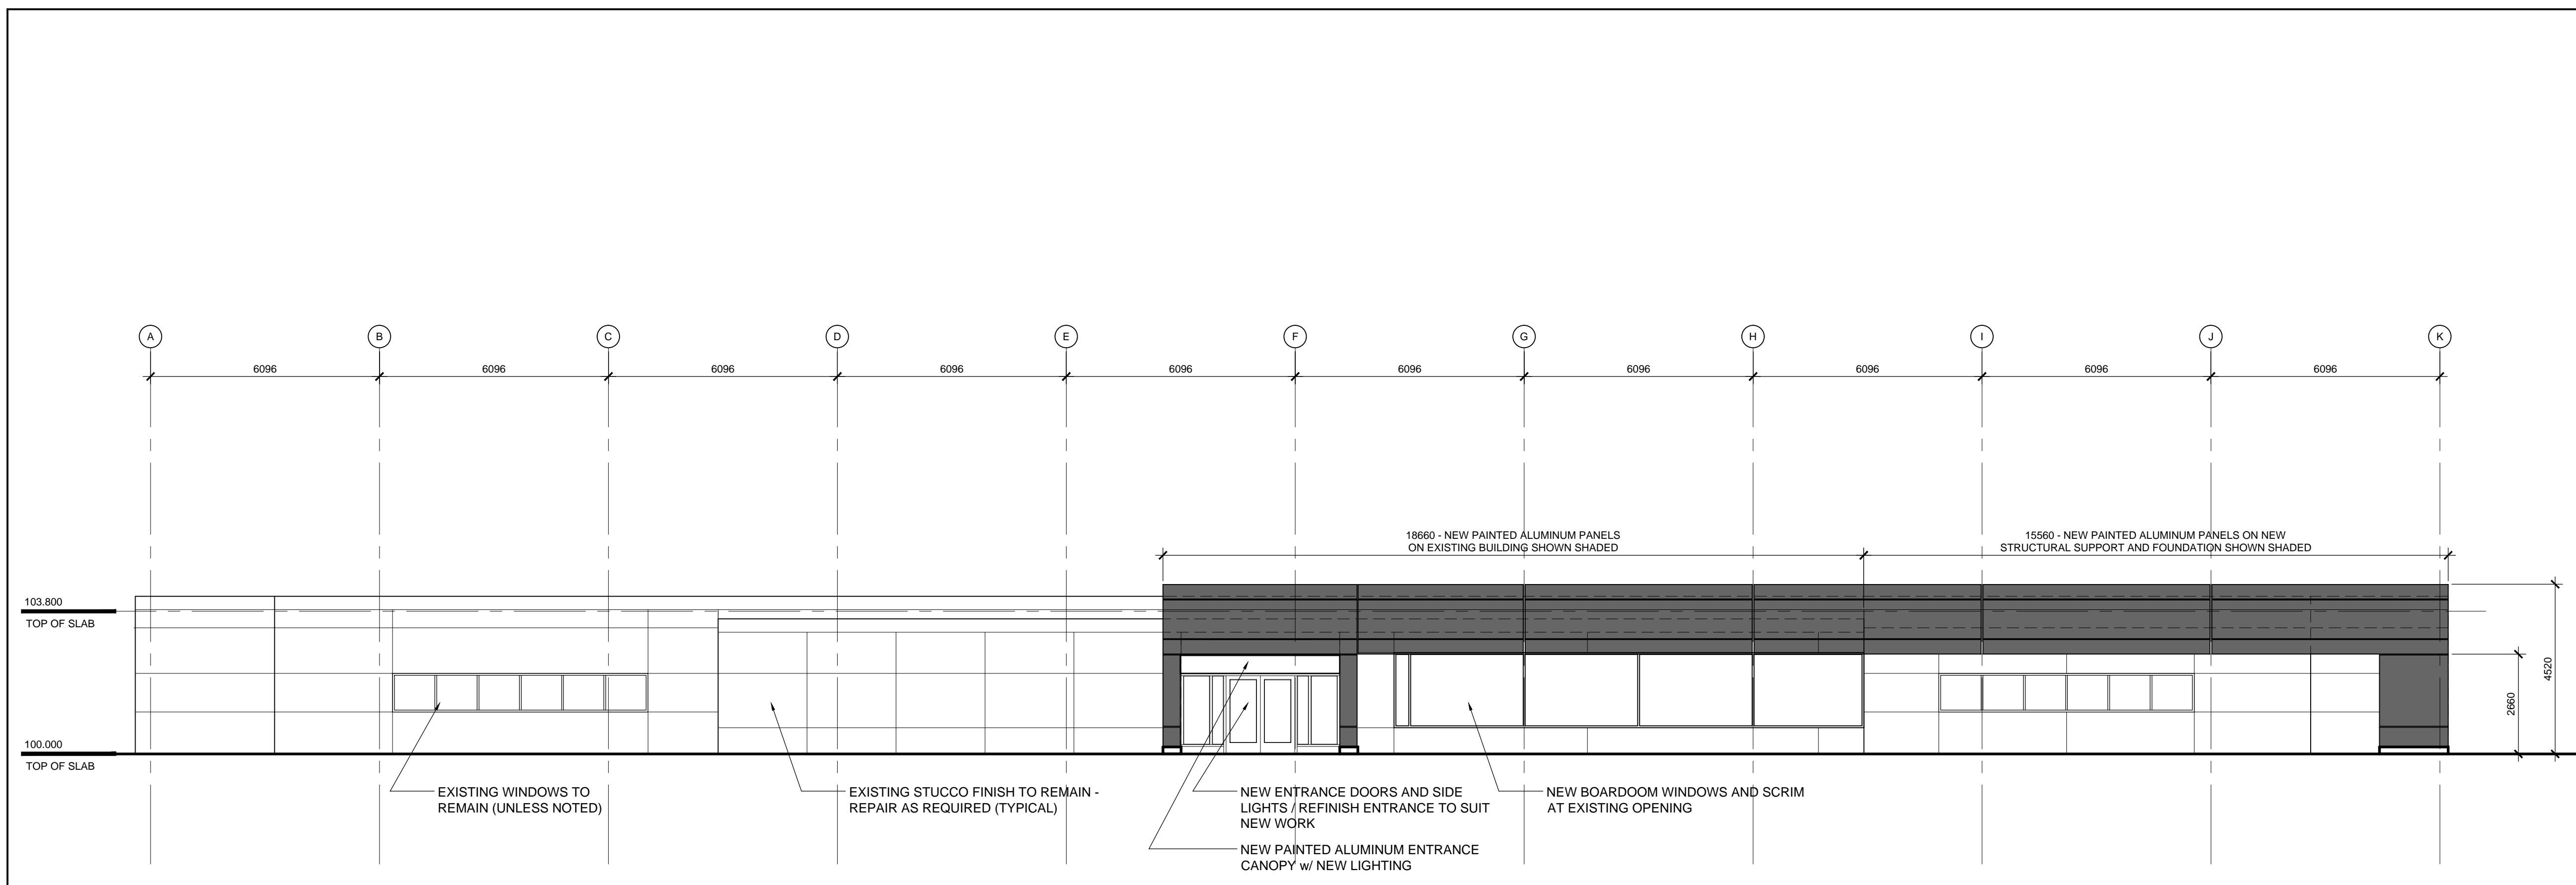 A
B
C
D
E
F
G
H
I
J
K
6096
6096
6096
6096
6096
6096
6096
6096
6096
6096
18660 - NEW PAINTED ALUMINUM PANELS
ON EXISTING BUILDING SHOWN SHADED
15560 - NEW PAINTED ALUMINUM PANELS ON NEW
STRUCTURAL SUPPORT AND FOUNDATION SHOWN SHADED
103.800
TOP OF SLAB
4520
2660
100.000
TOP OF SLAB
EXISTING WINDOWS TO
REMAIN (UNLESS NOTED)
EXISTING STUCCO FINISH TO REMAIN -
REPAIR AS REQUIRED (TYPICAL)
NEW ENTRANCE DOORS AND SIDE
LIGHTS / REFINISH ENTRANCE TO SUIT
NEW WORK
NEW PAINTED ALUMINUM ENTRANCE
CANOPY w/ NEW LIGHTING
NEW BOARDOOM WINDOWS AND SCRIM
AT EXISTING OPENING